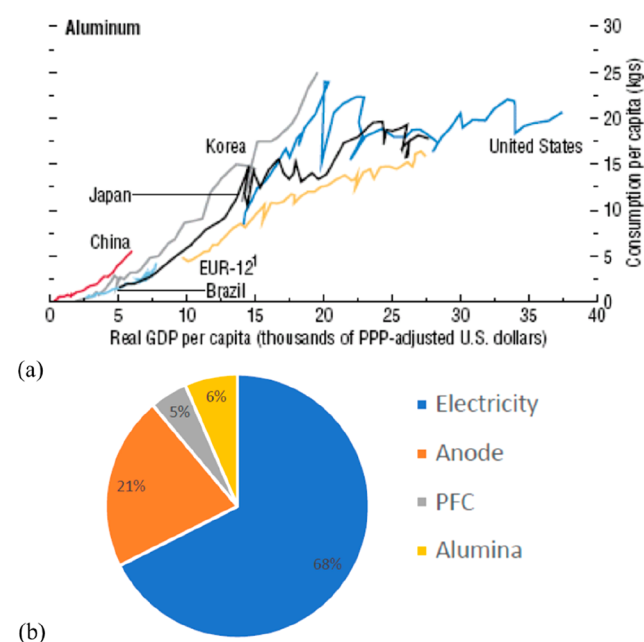 Aluminum
30
25
20
15
10
5
0
Consumption per capita (kgs)
Korea
Japan
China
United States
EUR-12¹
Brazil
0 5 10 15 20 25 30 35 40
Real GDP per capita (thousands of PPP-adjusted U.S. dollars)
(a)
5%
6%
21%
68%
Electricity
Anode
PFC
Alumina
(b)